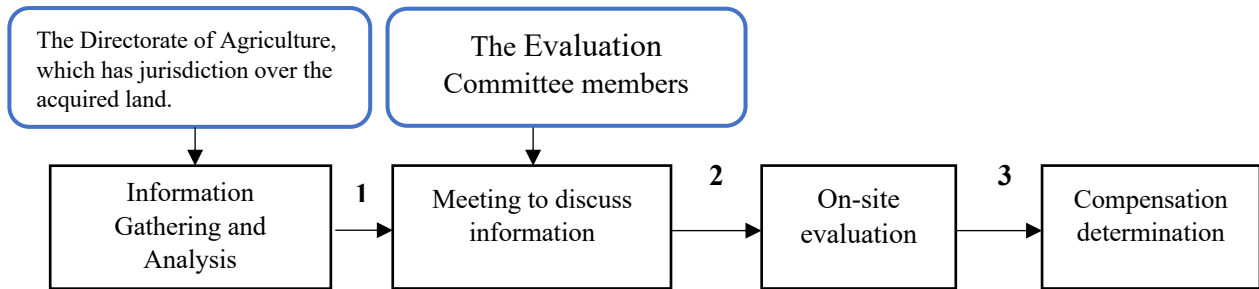 The Directorate of Agriculture,
which has jurisdiction over the
acquired land.
The Evaluation
Committee members
Information
Gathering and
Analysis
1
Meeting to discuss
information
2
On-site
evaluation
3
Compensation
determination